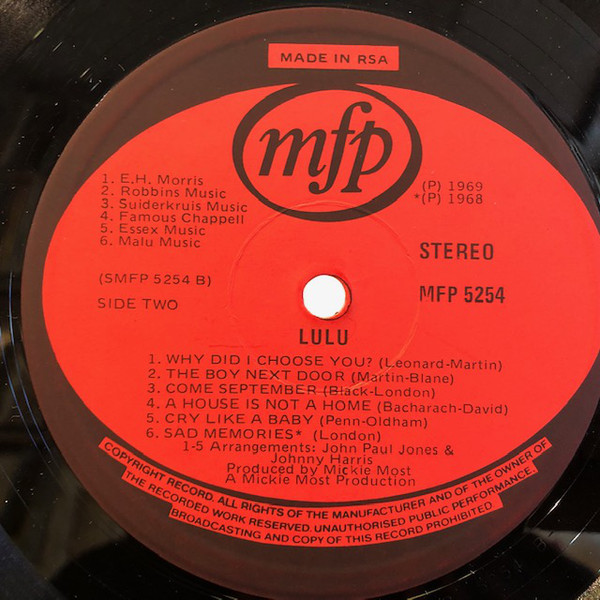 MADE IN RSA
mfp
1. E.H. Morris
2. Robbins Music
3. Suiderkruis Music
4. Famous Chappell
5. Essex Music
6. Malu Music
(P) 1969
*(P) 1968
(SMFP 5254 B)
SIDE TWO
STEREO
MFP 5254
LULU
1. WHY DID I CHOOSE YOU? (Leonard-Martin)
2. THE BOY NEXT DOOR (Martin-Blane)
3. COME SEPTEMBER (Black-London)
4. A HOUSE IS NOT A HOME (Bacharach-David)
5. CRY LIKE A BABY (Penn-Oldham)
6. SAD MEMORIES* (London)
1-5 Arrangements: John Paul Jones &
Johnny Harris
Produced by Mickie Most
A Mickie Most Production
COPYRIGHT RECORD. ALL RIGHTS OF THE MANUFACTURER AND OF THE OWNER OF
THE RECORDED WORK RESERVED. UNAUTHORISED PUBLIC PERFORMANCE,
BROADCASTING AND COPY OF THIS RECORD PROHIBITED